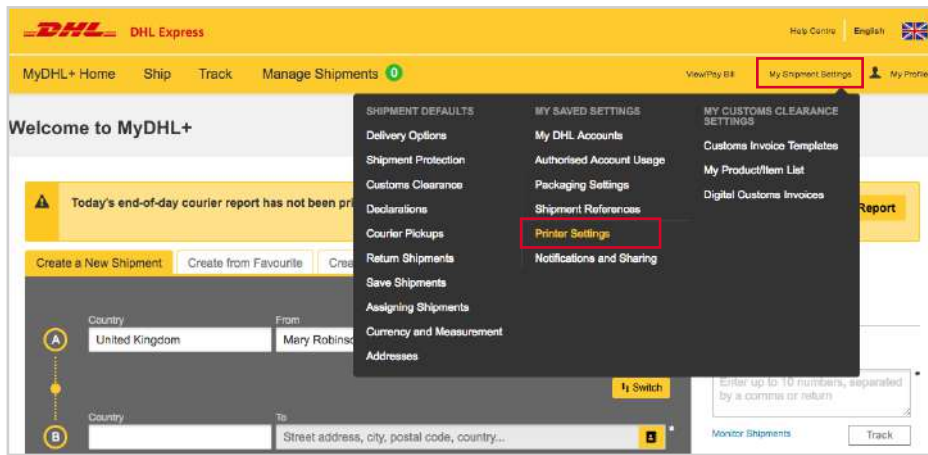 DHL DHL Express
Help Centre English
MyDHL+ Home Ship Track Manage Shipments 0
View/Pay Bill My Shipment Settings My Profile
Welcome to MyDHL+
SHIPMENT DEFAULTS
Delivery Options
Shipment Protection
Customs Clearance
Declarations
Courier Pickups
Return Shipments
Save Shipments
Assigning Shipments
Currency and Measurement
Addresses
MY SAVED SETTINGS
My DHL Accounts
Authorised Account Usage
Packaging Settings
Shipment References
Printer Settings
Notifications and Sharing
MY CUSTOMS CLEARANCE
SETTINGS
Customs Invoice Templates
My Product/Item List
Digital Customs Invoices
Today's end-of-day courier report has not been pri
Report
Create a New Shipment Create from Favourite Crea
Country From
A United Kingdom Mary Robinso
Switch
Country To
B Street address, city, postal code, country... *
Enter up to 10 numbers, separated
by a comma or return
*
Monitor Shipments Track